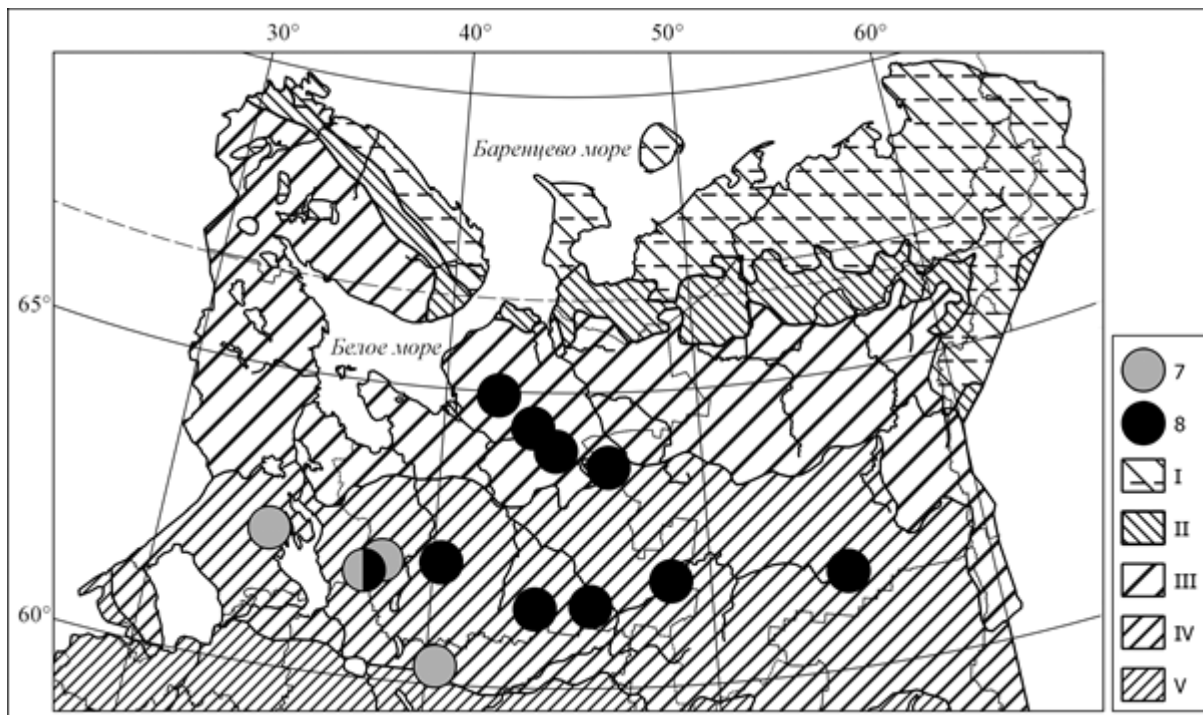 30° 40° 50° 60°
Баренцево море
65°
Белое море
60°
7
8
I
II
III
IV
V